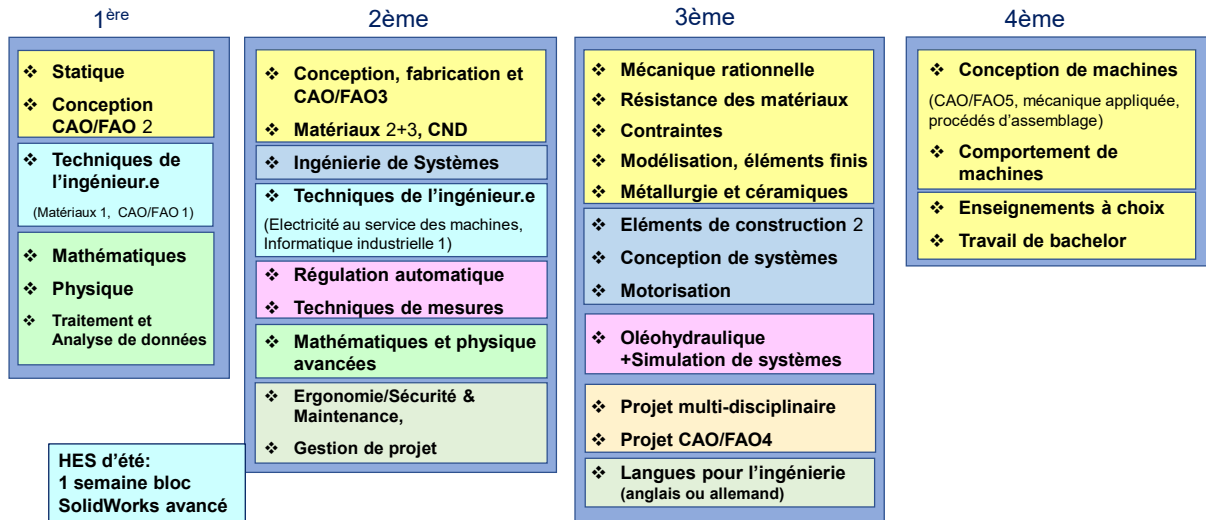 1ère
❖ Statique
❖ Conception
CAO/FAO 2
❖ Techniques de
l'ingénieur.e
(Matériaux 1, CAO/FAO 1)
❖ Mathématiques
❖ Physique
❖ Traitement et
Analyse de données
HES d'été:
1 semaine bloc
SolidWorks avancé
2ème
❖ Conception, fabrication et
CAO/FAO3
❖ Matériaux 2+3, CND
❖ Ingénierie de Systèmes
❖ Techniques de l'ingénieur.e
(Electricité au service des machines,
Informatique industrielle 1)
❖ Régulation automatique
❖ Techniques de mesures
❖ Mathématiques et physique
avancées
❖ Ergonomie/Sécurité &
Maintenance,
❖ Gestion de projet
3ème
❖ Mécanique rationnelle
❖ Résistance des matériaux
❖ Contraintes
❖ Modélisation, éléments finis
❖ Métallurgie et céramiques
❖ Eléments de construction 2
❖ Conception de systèmes
❖ Motorisation
❖ Oléohydraulique
+Simulation de systèmes
❖ Projet multi-disciplinaire
❖ Projet CAO/FAO4
❖ Langues pour l'ingénierie
(anglais ou allemand)
4ème
❖ Conception de machines
(CAO/FAO5, mécanique appliquée,
procédés d'assemblage)
❖ Comportement de
machines
❖ Enseignements à choix
❖ Travail de bachelor